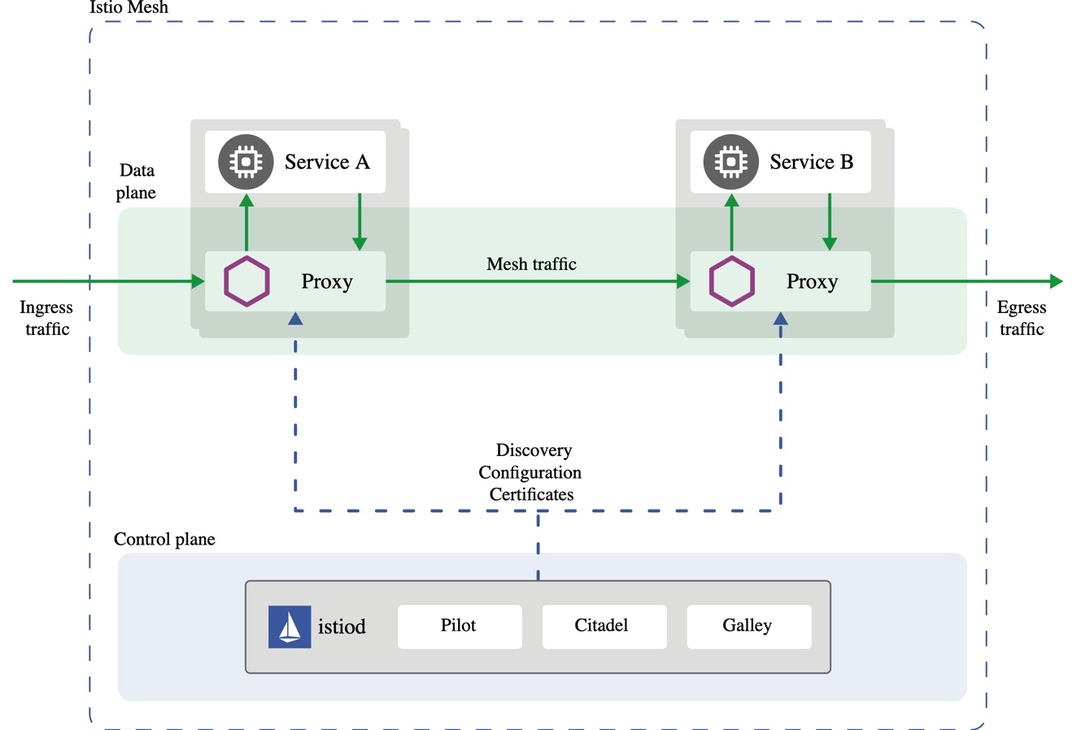 Istio Mesh
Data
plane
Service A
Service B
Proxy
Mesh traffic
Proxy
Ingress
traffic
Egress
traffic
Discovery
Configuration
Certificates
Control plane
istiod
Pilot
Citadel
Galley